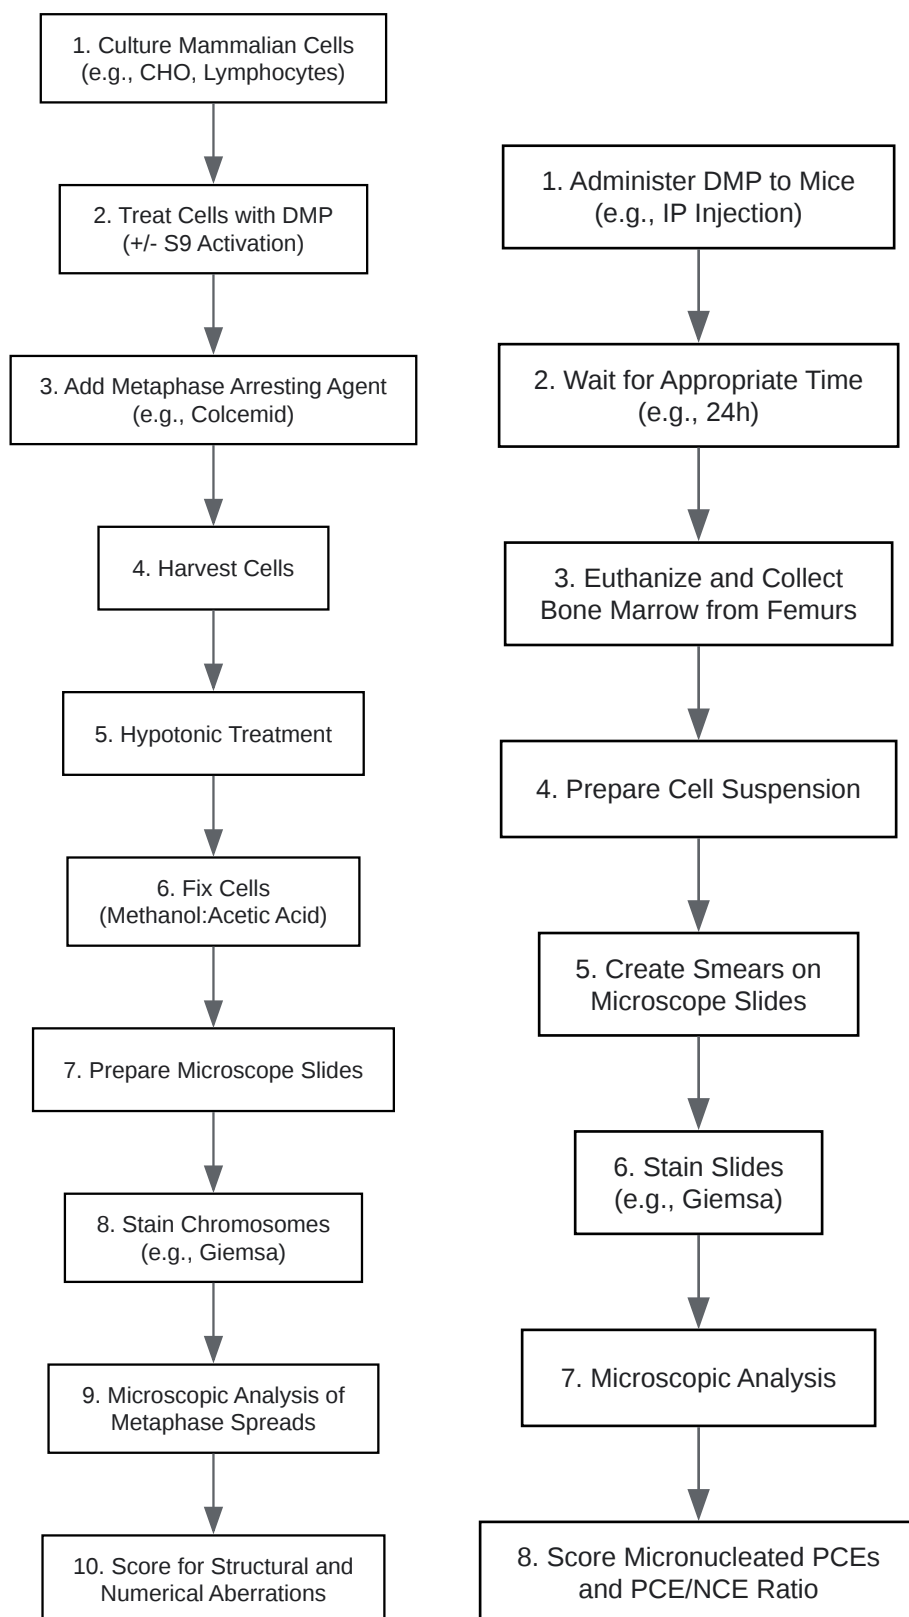 1. Culture Mammalian Cells
(e.g., CHO, Lymphocytes)
2. Treat Cells with DMP
(+/- S9 Activation)
3. Add Metaphase Arresting Agent
(e.g., Colcemid)
4. Harvest Cells
5. Hypotonic Treatment
6. Fix Cells
(Methanol:Acetic Acid)
7. Prepare Microscope Slides
8. Stain Chromosomes
(e.g., Giemsa)
9. Microscopic Analysis of
Metaphase Spreads
10. Score for Structural and
Numerical Aberrations
1. Administer DMP to Mice
(e.g., IP Injection)
2. Wait for Appropriate Time
(e.g., 24h)
3. Euthanize and Collect
Bone Marrow from Femurs
4. Prepare Cell Suspension
5. Create Smears on
Microscope Slides
6. Stain Slides
(e.g., Giemsa)
7. Microscopic Analysis
8. Score Micronucleated PCEs
and PCE/NCE Ratio